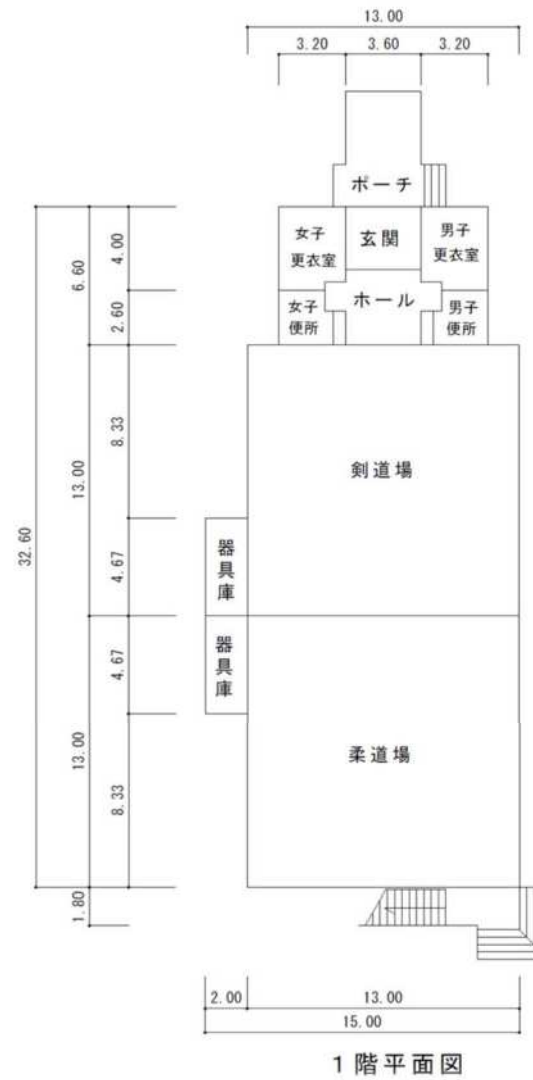 13.00
3.20 3.60 3.20
ポーチ
女子
更衣室
玄関
男子
更衣室
女子
便所
ホール
男子
便所
4.00
6.60
2.60
8.33
13.00
4.67
32.60
4.67
13.00
8.33
1.80
剣道場
器具庫
器具庫
柔道場
2.00 13.00
15.00
1階平面図